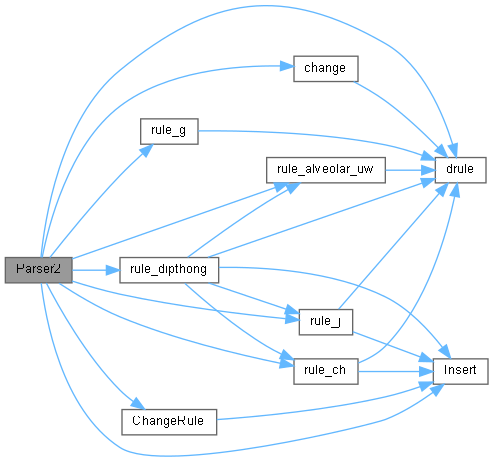 change
rule_g
rule_alveolar_uw
drule
Parser2
rule_dipthong
rule_j
rule_ch
Insert
ChangeRule